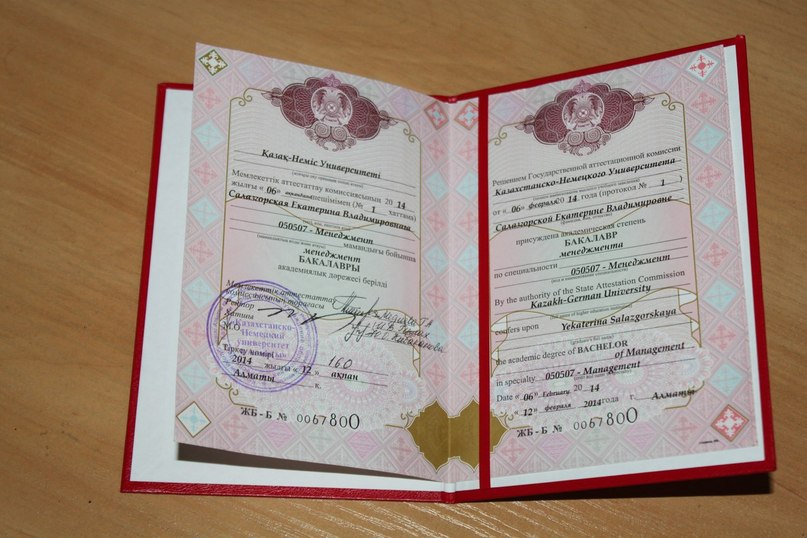 Қазақ-Неміс Университеті
Мемлекеттік аттестаттау комиссиясының 20 14
жылғы « 06» шешімімен (№ 1 хаттама)
Салазгорская Екатерина Владимировнаға
050507 - Менеджмент
мамандығы бойынша
менеджмент
БАКАЛАВРЫ
академиялық дәрежесі берілді
Мемлекеттік аттестаттау
комиссиясының төрағасы
Ректор
Хатшы
М.О.
Казахстанско-
Немецкий
университет
Тіркеу нөмірі 160
2014 жылғы « 12 » ақпан
Алматы қ.
ЖБ-Б № 0067800
Решением Государственной аттестационной комиссии
Казахстанско-Немецкого Университета
от « 06» февраля 20 14 года (протокол № 1 )
Салазгорской Екатерине Владимировне
присуждена академическая степень
БАКАЛАВР
менеджмента
по специальности 050507 - Менеджмент
By the authority of the State Attestation Commission
Kazakh-German University
confers upon Yekaterina Salazgorskaya
the academic degree of BACHELOR of Management
in specialty 050507 - Management
Date «06» February 20 14
«12» февраля 2014 года г. Алматы
ЖБ-Б № 0067800